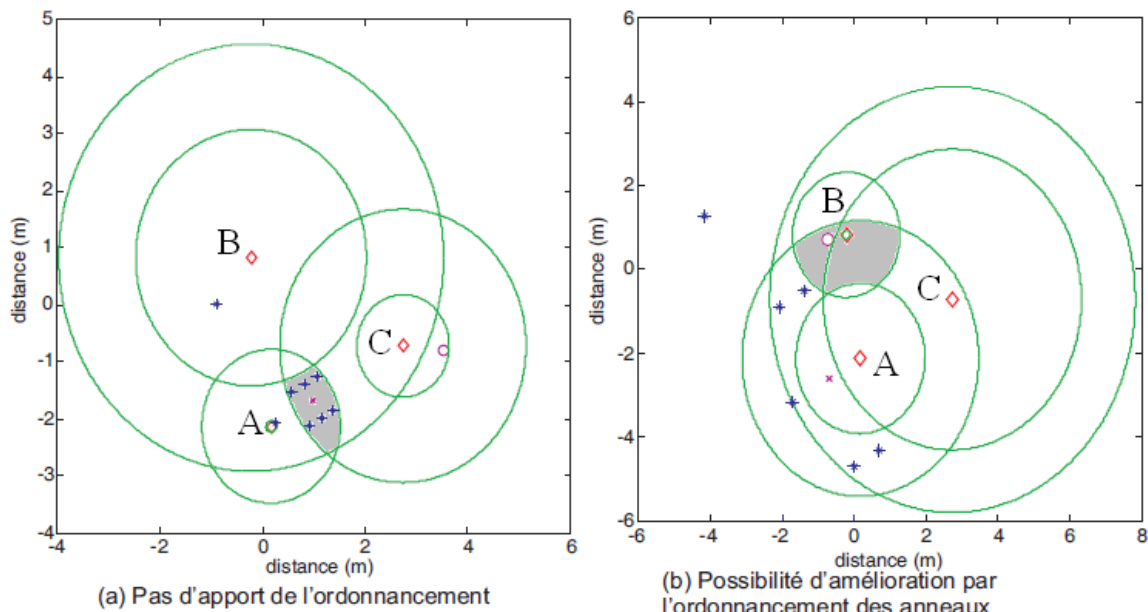 5
4
3
2
1
0
-1
-2
-3
-4
distance (m)
B
C
A
-4
-2
0
2
4
6
distance (m)
(a) Pas d'apport de l'ordonnancement
6
4
2
0
-2
-4
-6
distance (m)
B
C
A
-6
-4
-2
0
2
4
6
8
distance (m)
(b) Possibilité d'amélioration par
l'ordonnancement des anneaux